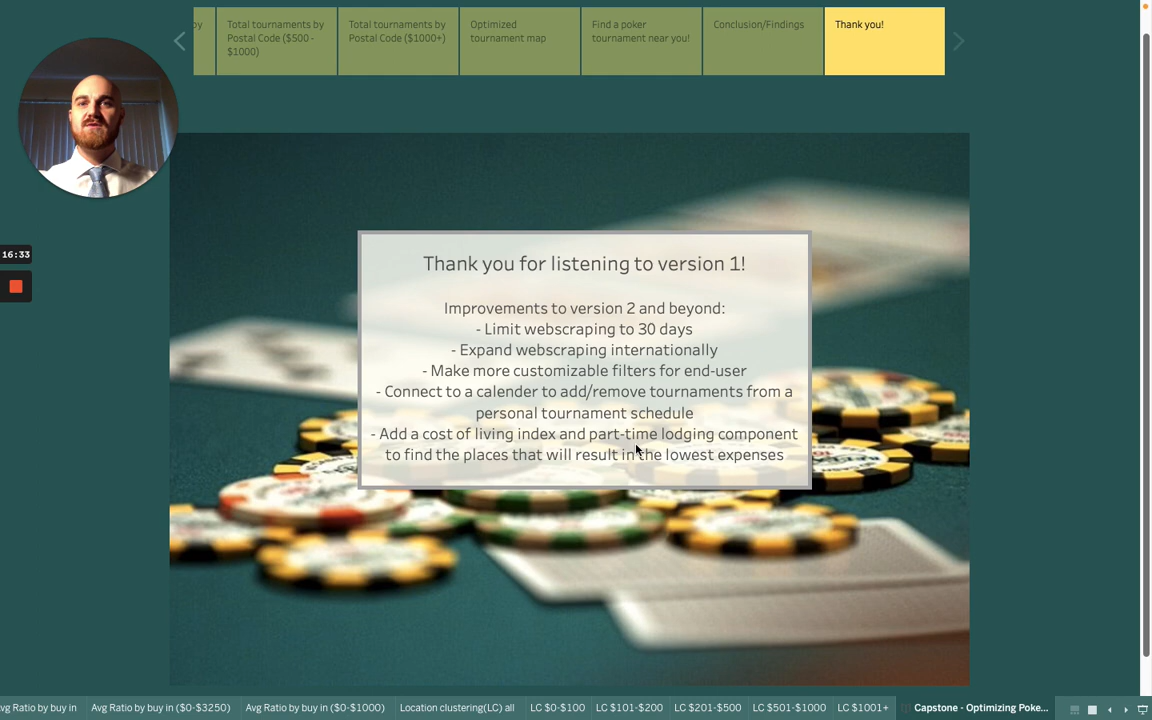 by
Total tournaments by
Postal Code ($500-
$1000)
Total tournaments by
Postal Code ($1000+)
Optimized
tournament map
Find a poker
tournament near you!
Conclusion/Findings
Thank you!
16:33
Thank you for listening to version 1!
Improvements to version 2 and beyond:
- Limit webscraping to 30 days
- Expand webscraping internationally
- Make more customizable filters for end-user
- Connect to a calender to add/remove tournaments from a
personal tournament schedule
- Add a cost of living index and part-time lodging component
to find the places that will result in the lowest expenses
vg Ratio by buy in
Avg Ratio by buy in ($0-$3250)
Avg Ratio by buy in ($0-$1000)
Location clustering(LC) all
LC $0-$100
LC $101-$200
LC $201-$500
LC $501-$1000
LC $1001+
Capstone - Optimizing Poke...